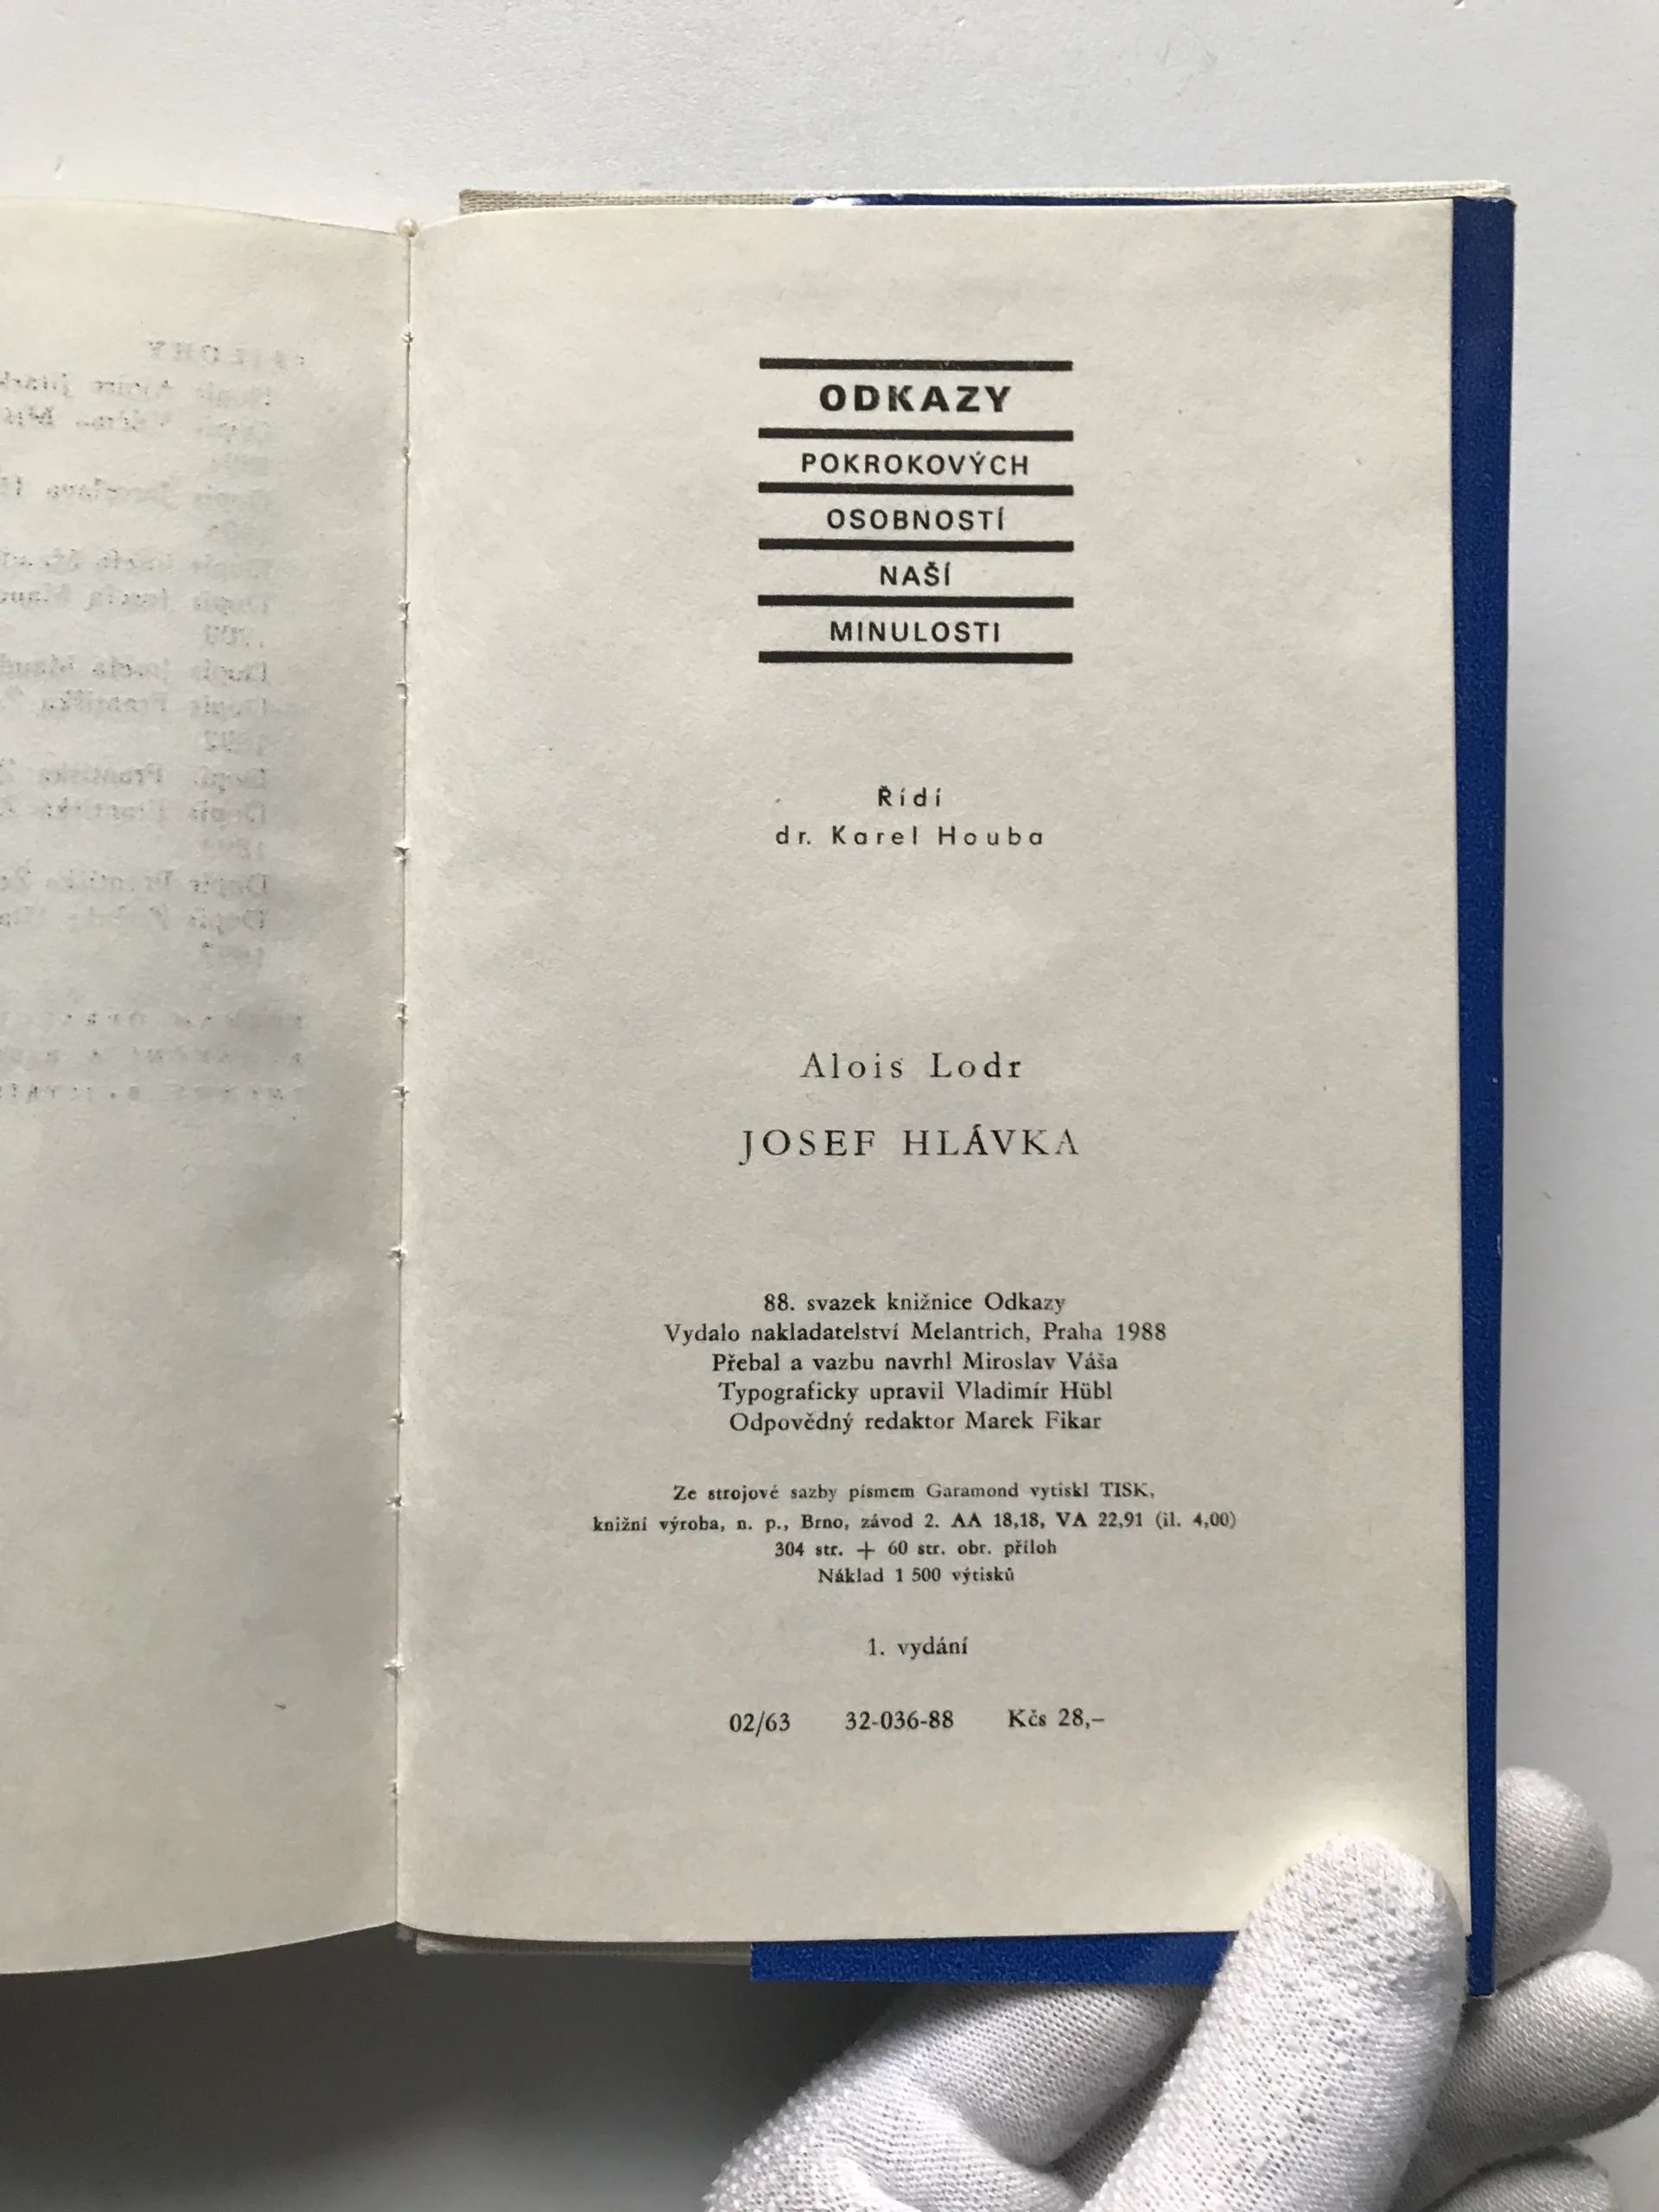 ODKAZY
POKROKOVÝCH
OSOBNOSTÍ
NAŠÍ
MINULOSTI
Řídí
dr. Karel Houba
Alois Lodr
JOSEF HLÁVKA
88. svazek knižnice Odkazy
Vydalo nakladatelství Melantrich, Praha 1988
Přebal a vazbu navrhl Miroslav Váša
Typograficky upravil Vladimír Hübl
Odpovědný redaktor Marek Fikar
Ze strojové sazby písmem Garamond vytiskl TISK,
knižní výroba, n. p., Brno, závod 2. AA 18,18, VA 22,91 (il. 4,00)
304 str. + 60 str. obr. příloh
Náklad 1 500 výtisků
1. vydání
02/63 32-036-88 Kčs 28,–